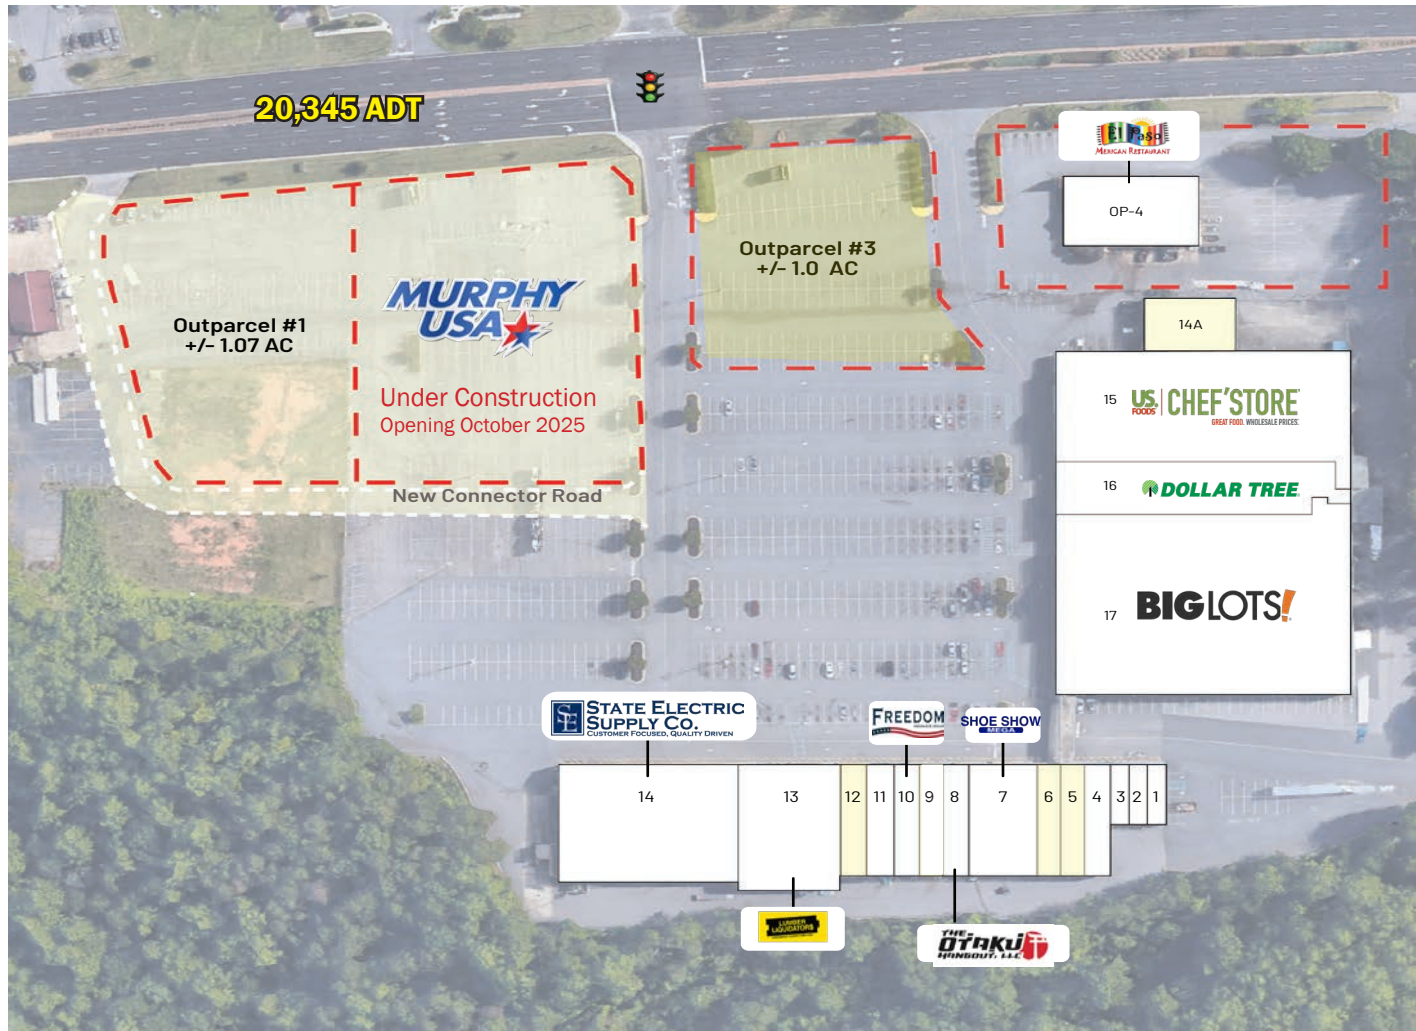 20,345 ADT
El Paso
MEXICAN RESTAURANT
OP-4
Outparcel #3
+/- 1.0 AC
Outparcel #1
+/- 1.07 AC
MURPHY
USA
Under Construction
Opening October 2025
New Connector Road
14A
15
US.
FOODS
CHEF'STORE
GREAT FOOD. WHOLESALE PRICES.
16
DOLLAR TREE
17
BIG LOTS!
SE
STATE ELECTRIC
SUPPLY CO.
CUSTOMER FOCUSED, QUALITY DRIVEN
FREEDOM
SHOE SHOW
MEGA
14
13
12
11
10
9
8
7
6
5
4
3
2
1
LUMBER
LIQUIDATORS
THE
OTAKU
HANGOUT, LLC